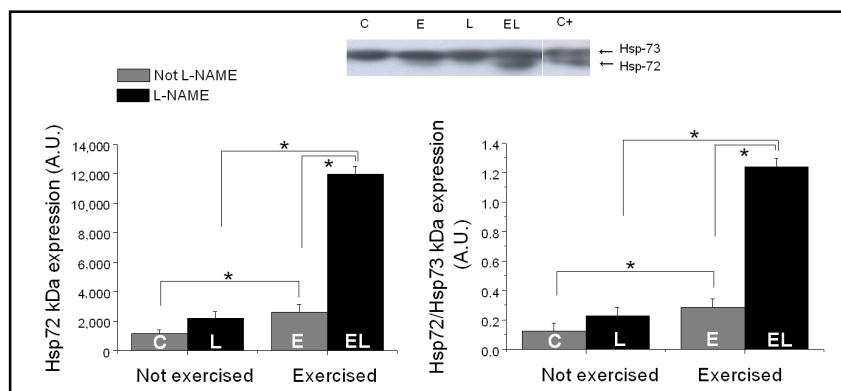 C E L EL C+
← Hsp-73
← Hsp-72
Not L-NAME
L-NAME
Hsp72 kDa expression (A.U.)
14,000
12,000
10,000
8,000
6,000
4,000
2,000
0
*
*
*
C L E EL
Not exercised Exercised
Hsp72/Hsp73 kDa expression
(A.U.)
1.4
1.2
1.0
0.8
0.6
0.4
0.2
0.0
*
*
*
C L E EL
Not exercised Exercised